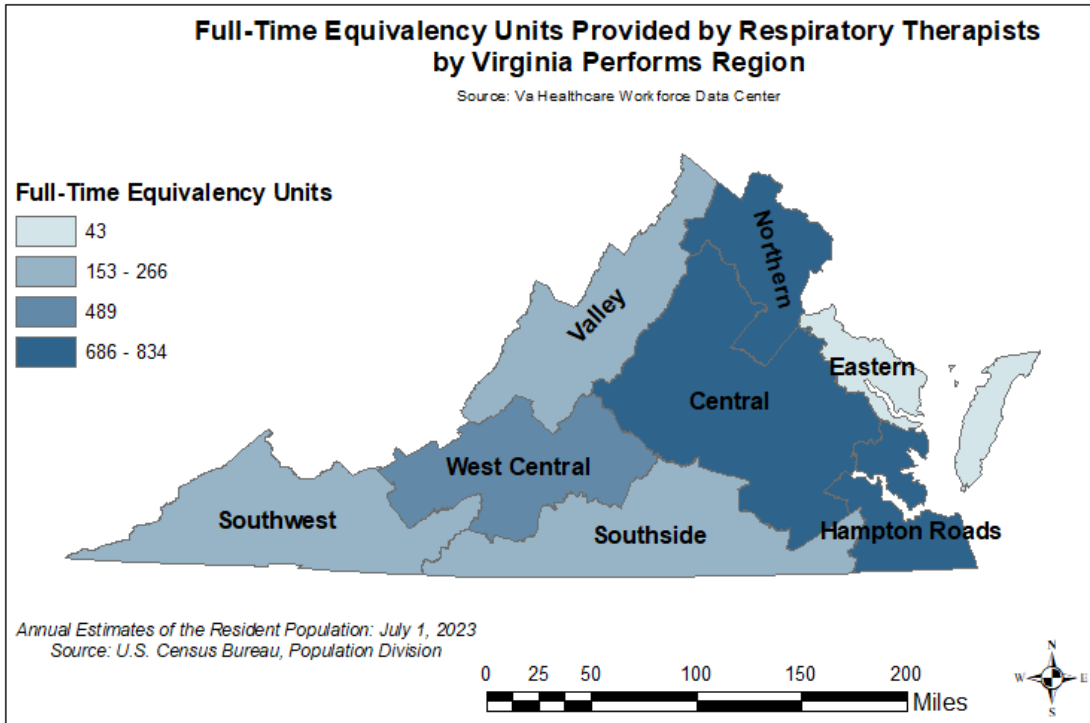 Full-Time Equivalency Units Provided by Respiratory Therapists
by Virginia Performs Region
Source: Va Healthcare Workforce Data Center
Full-Time Equivalency Units
43
153 - 266
489
686 - 834
Northern
Valley
Eastern
Central
West Central
Southwest
Southside
Hampton Roads
Annual Estimates of the Resident Population: July 1, 2023
Source: U.S. Census Bureau, Population Division
0 25 50 100 150 200
Miles
N
W E
S